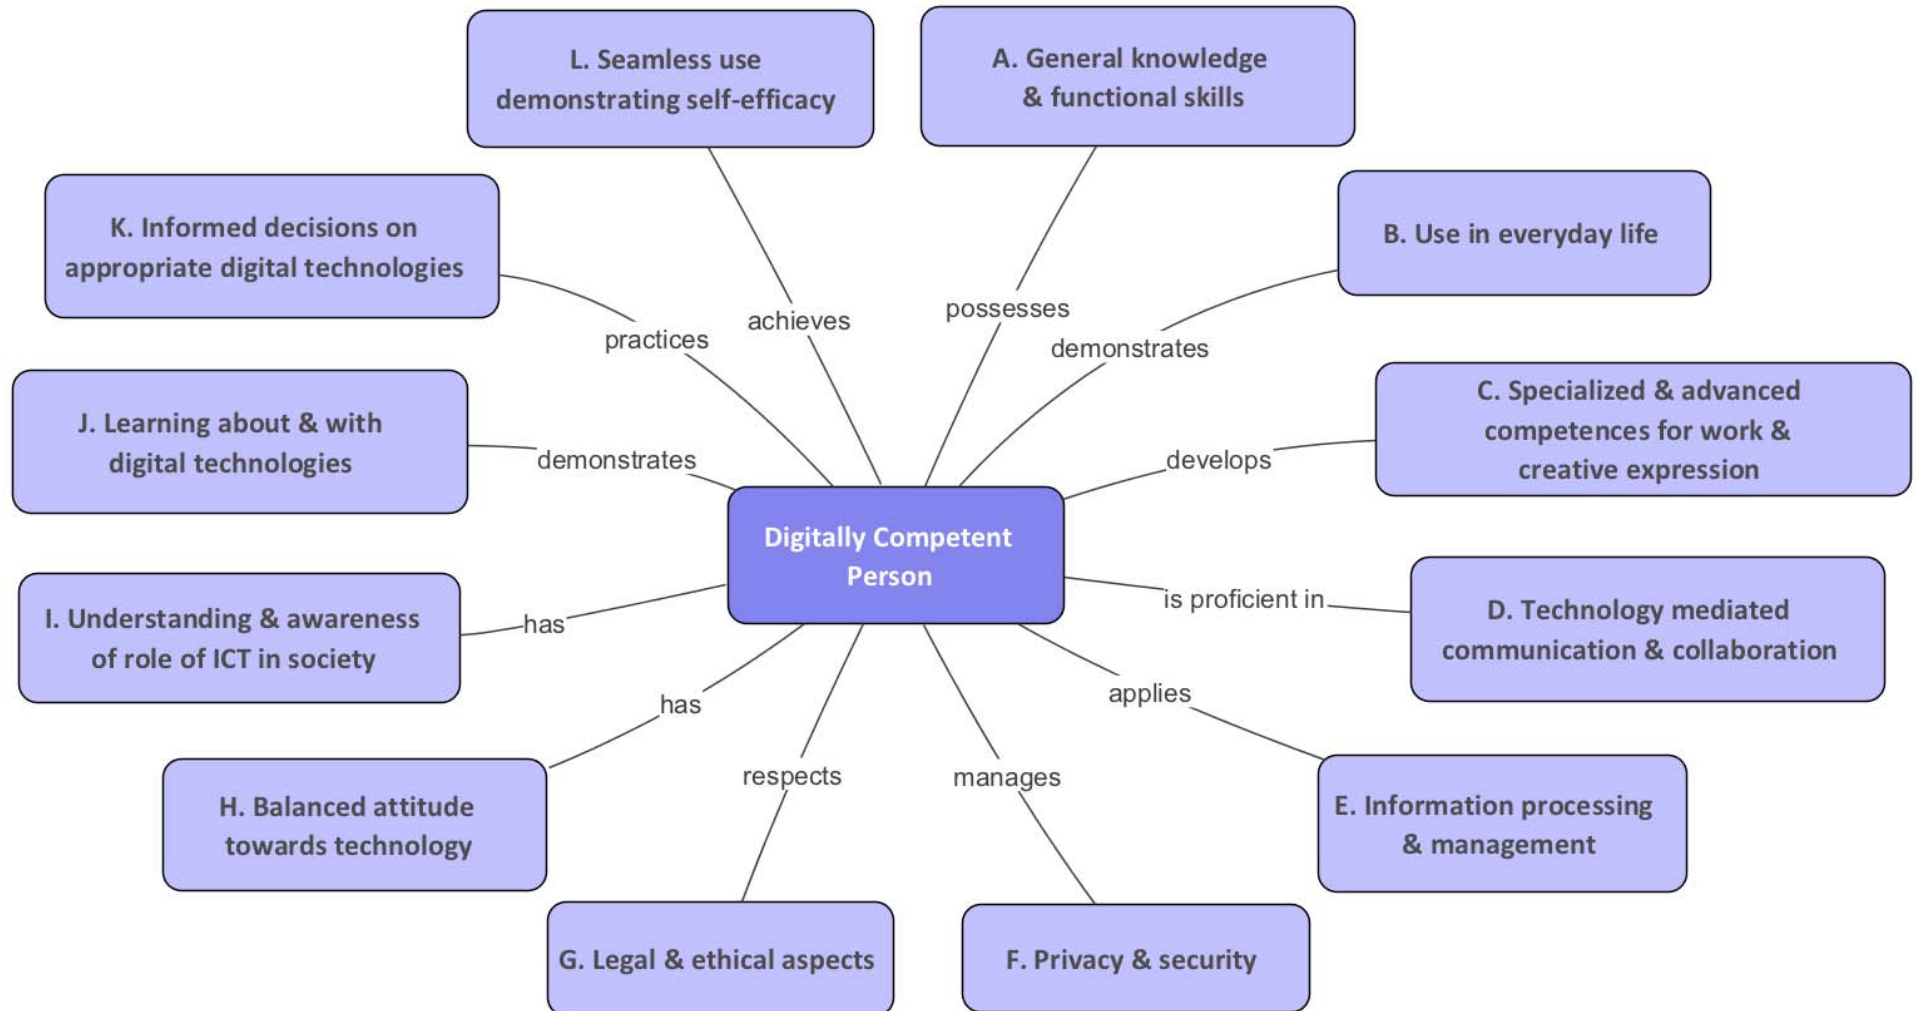 L. Seamless use
demonstrating self-efficacy
A. General knowledge
& functional skills
K. Informed decisions on
appropriate digital technologies
B. Use in everyday life
achieves
possesses
practices
demonstrates
J. Learning about & with
digital technologies
demonstrates
develops
C. Specialized & advanced
competences for work &
creative expression
Digitally Competent
Person
I. Understanding & awareness
of role of ICT in society
has
is proficient in
D. Technology mediated
communication & collaboration
has
applies
respects
manages
H. Balanced attitude
towards technology
E. Information processing
& management
G. Legal & ethical aspects
F. Privacy & security